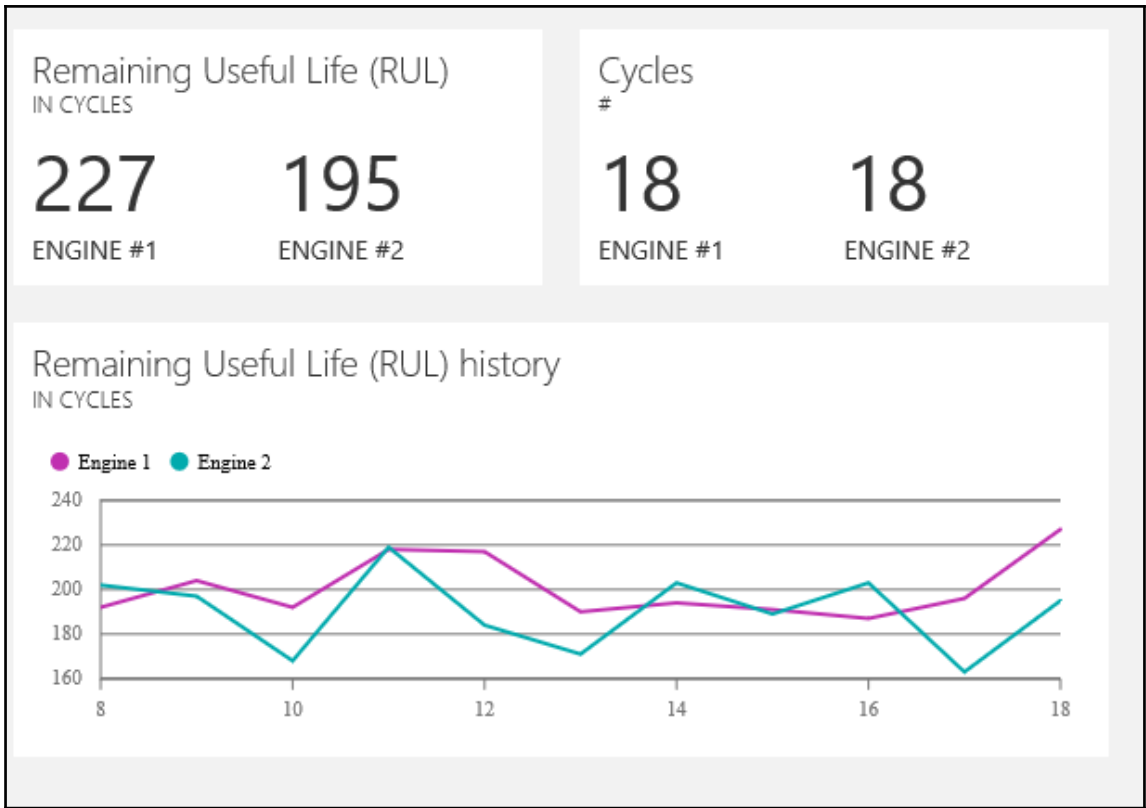 Remaining Useful Life (RUL)
IN CYCLES
227 195
ENGINE #1 ENGINE #2
Cycles
#
18 18
ENGINE #1 ENGINE #2
Remaining Useful Life (RUL) history
IN CYCLES
Engine 1 Engine 2
240
220
200
180
160
8 10 12 14 16 18